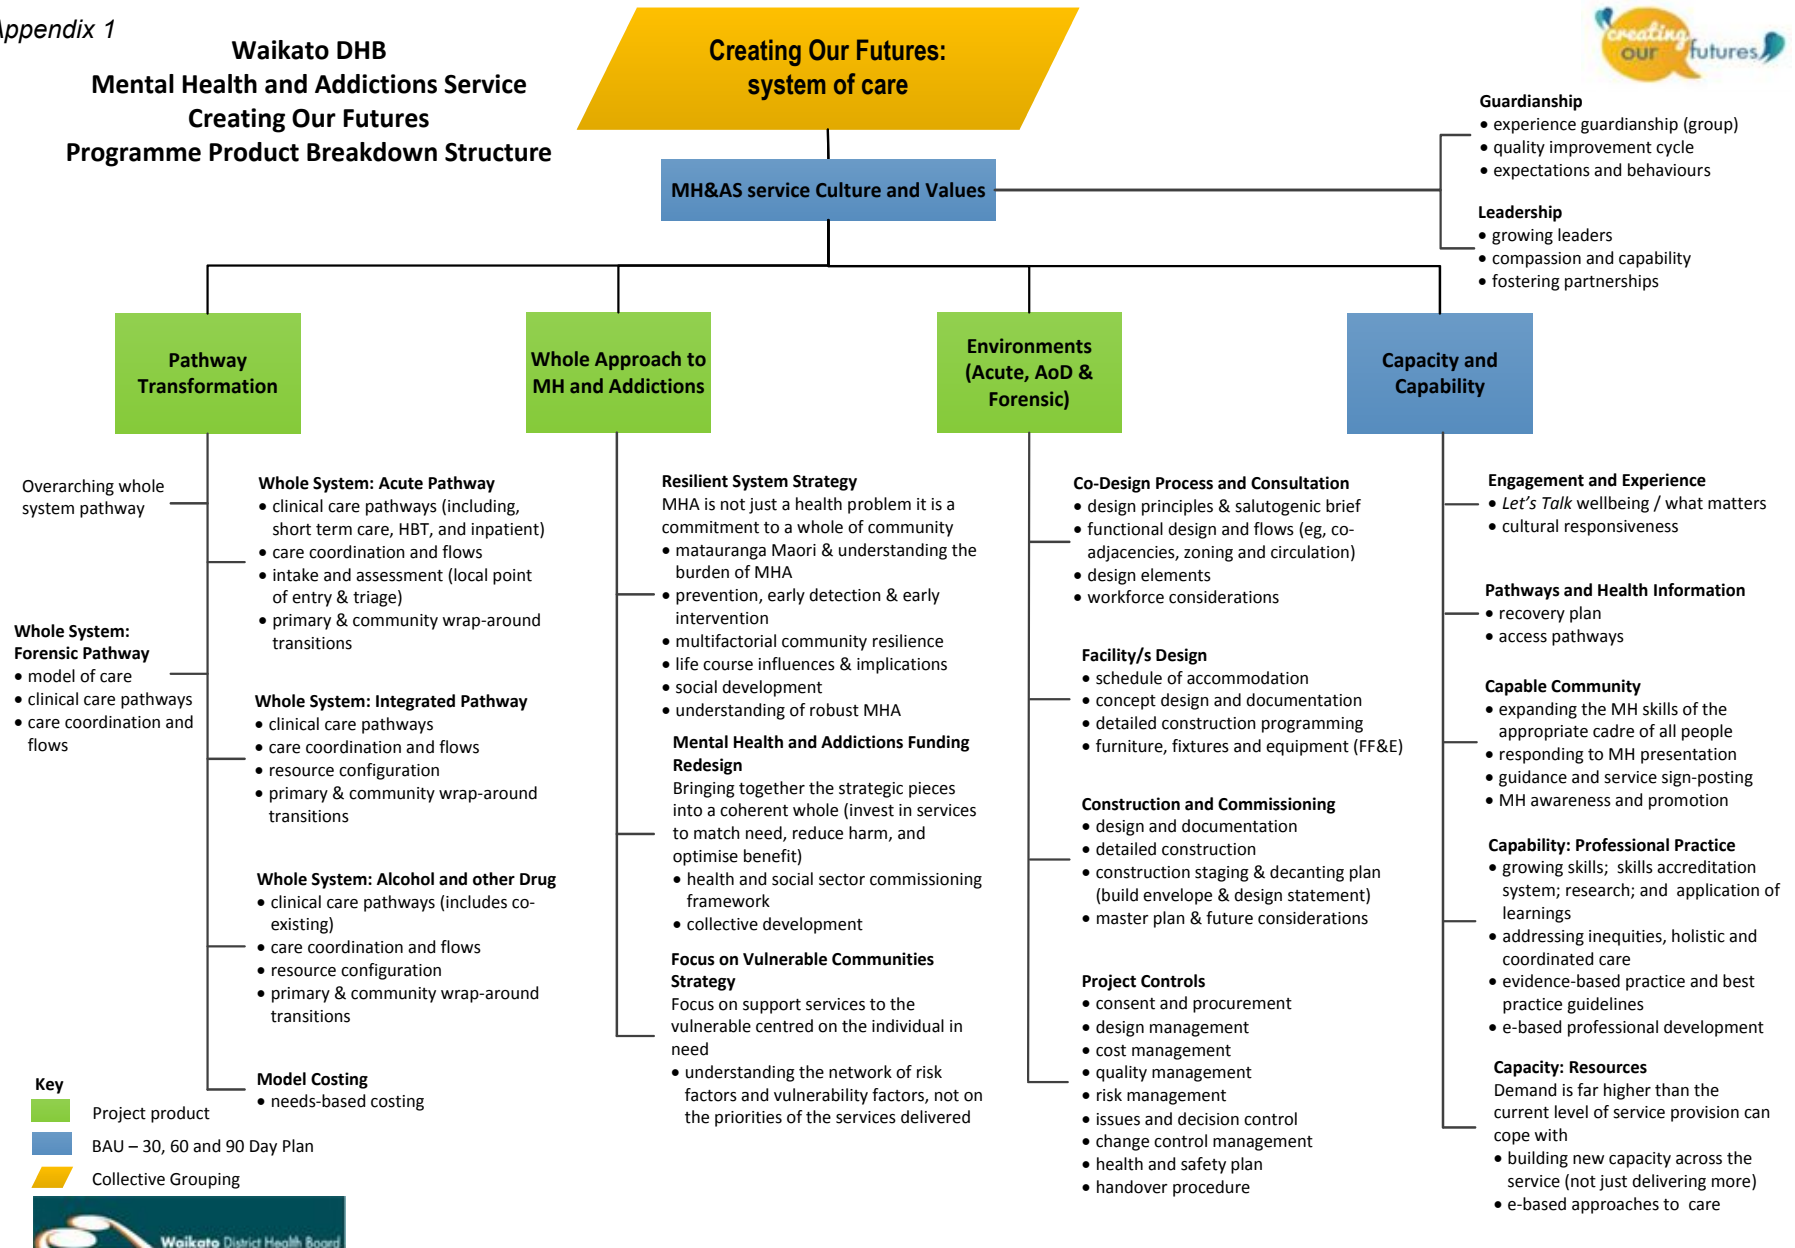 Appendix 1
Waikato DHB
Mental Health and Addictions Service
Creating Our Futures
Programme Product Breakdown Structure
Creating Our Futures:
system of care
creating
our futures
MH&AS service Culture and Values
Guardianship
• experience guardianship (group)
• quality improvement cycle
• expectations and behaviours
Leadership
• growing leaders
• compassion and capability
• fostering partnerships
Pathway
Transformation
Whole Approach to
MH and Addictions
Environments
(Acute, AoD &
Forensic)
Capacity and
Capability
Overarching whole
system pathway
Whole System:
Forensic Pathway
• model of care
• clinical care pathways
• care coordination and
flows
Whole System: Acute Pathway
• clinical care pathways (including,
short term care, HBT, and inpatient)
• care coordination and flows
• intake and assessment (local point
of entry & triage)
• primary & community wrap-around
transitions
Whole System: Integrated Pathway
• clinical care pathways
• care coordination and flows
• resource configuration
• primary & community wrap-around
transitions
Whole System: Alcohol and other Drug
• clinical care pathways (includes co-
existing)
• care coordination and flows
• resource configuration
• primary & community wrap-around
transitions
Model Costing
• needs-based costing
Resilient System Strategy
MHA is not just a health problem it is a
commitment to a whole of community
• matauranga Maori & understanding the
burden of MHA
• prevention, early detection & early
intervention
• multifactorial community resilience
• life course influences & implications
• social development
• understanding of robust MHA
Mental Health and Addictions Funding
Redesign
Bringing together the strategic pieces
into a coherent whole (invest in services
to match need, reduce harm, and
optimise benefit)
• health and social sector commissioning
framework
• collective development
Focus on Vulnerable Communities
Strategy
Focus on support services to the
vulnerable centred on the individual in
need
• understanding the network of risk
factors and vulnerability factors, not on
the priorities of the services delivered
Co-Design Process and Consultation
• design principles & salutogenic brief
• functional design and flows (eg, co-
adjacencies, zoning and circulation)
• design elements
• workforce considerations
Facility/s Design
• schedule of accommodation
• concept design and documentation
• detailed construction programming
• furniture, fixtures and equipment (FF&E)
Construction and Commissioning
• design and documentation
• detailed construction
• construction staging & decanting plan
(build envelope & design statement)
• master plan & future considerations
Project Controls
• consent and procurement
• design management
• cost management
• quality management
• risk management
• issues and decision control
• change control management
• health and safety plan
• handover procedure
Engagement and Experience
• Let's Talk wellbeing / what matters
• cultural responsiveness
Pathways and Health Information
• recovery plan
• access pathways
Capable Community
• expanding the MH skills of the
appropriate cadre of all people
• responding to MH presentation
• guidance and service sign-posting
• MH awareness and promotion
Capability: Professional Practice
• growing skills; skills accreditation
system; research; and application of
learnings
• addressing inequities, holistic and
coordinated care
• evidence-based practice and best
practice guidelines
• e-based professional development
Capacity: Resources
Demand is far higher than the
current level of service provision can
cope with
• building new capacity across the
service (not just delivering more)
• e-based approaches to care
Key
Project product
BAU – 30, 60 and 90 Day Plan
Collective Grouping
Waikato District Health Board